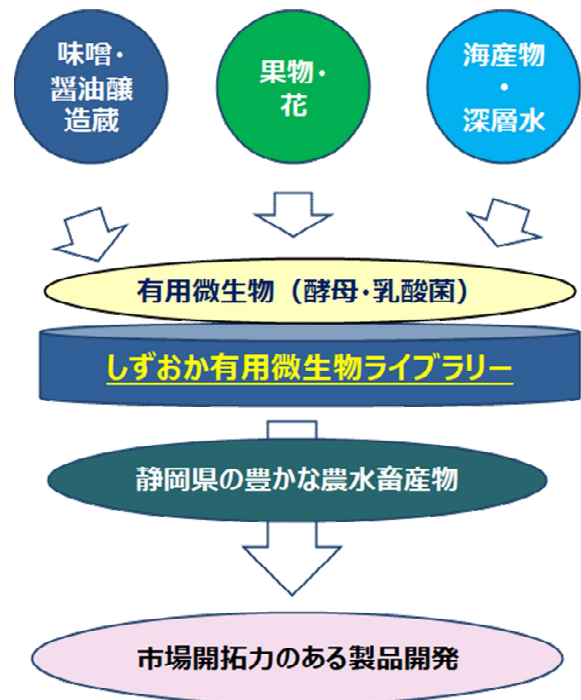 味噌・
醤油醸
造蔵
果物・
花
海産物
・
深層水
有用微生物（酵母・乳酸菌）
しずおか有用微生物ライブラリー
静岡県の豊かな農水畜産物
市場開拓力のある製品開発